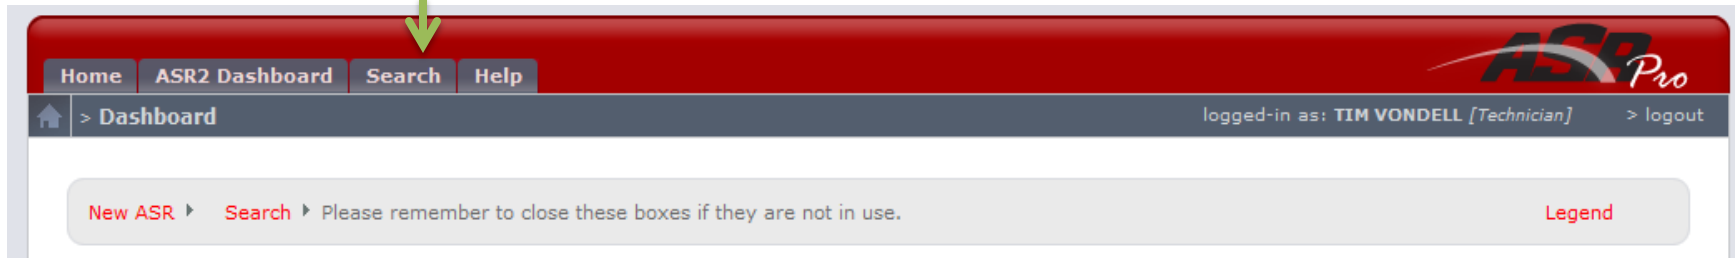 Home ASR2 Dashboard Search Help
ASR Pro
> Dashboard logged-in as: TIM VONDELL [Technician] > logout
New ASR Search Please remember to close these boxes if they are not in use. Legend